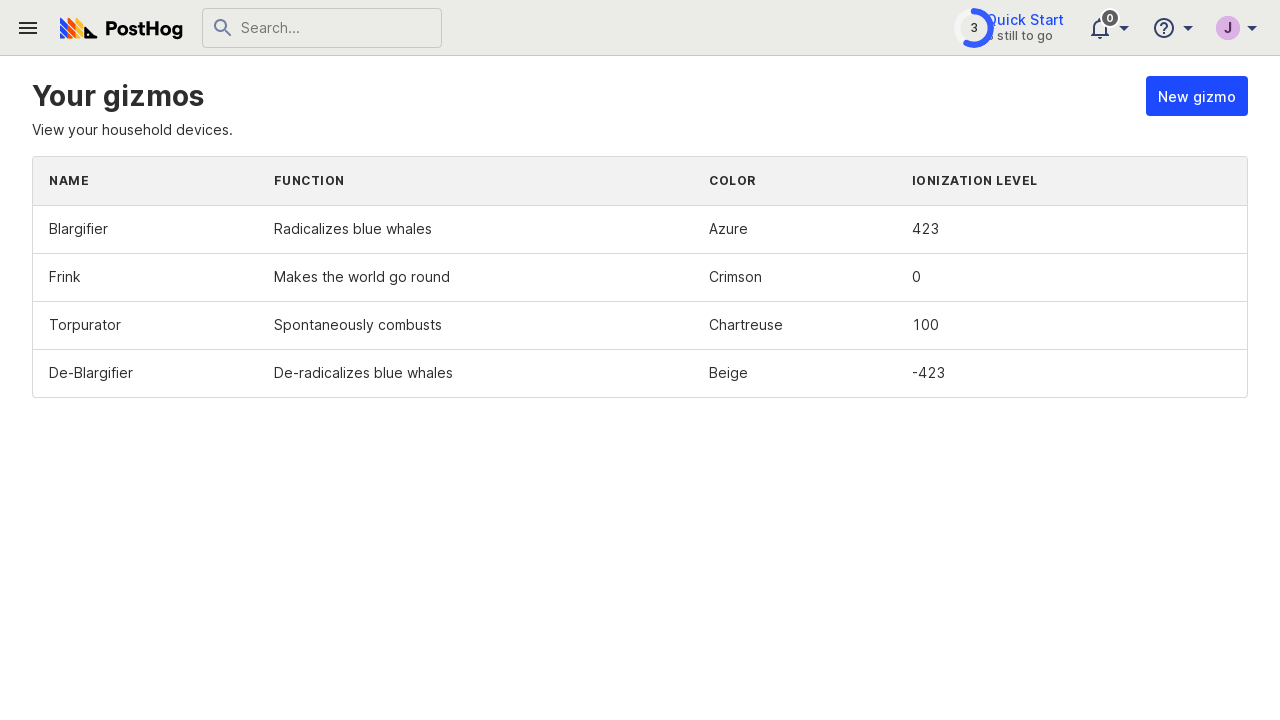 PostHog
Search...
3
Quick Start
still to go
0
J
Your gizmos
New gizmo
View your household devices.
NAME FUNCTION COLOR IONIZATION LEVEL
Blargifier Radicalizes blue whales Azure 423
Frink Makes the world go round Crimson 0
Torpurator Spontaneously combusts Chartreuse 100
De-Blargifier De-radicalizes blue whales Beige -423